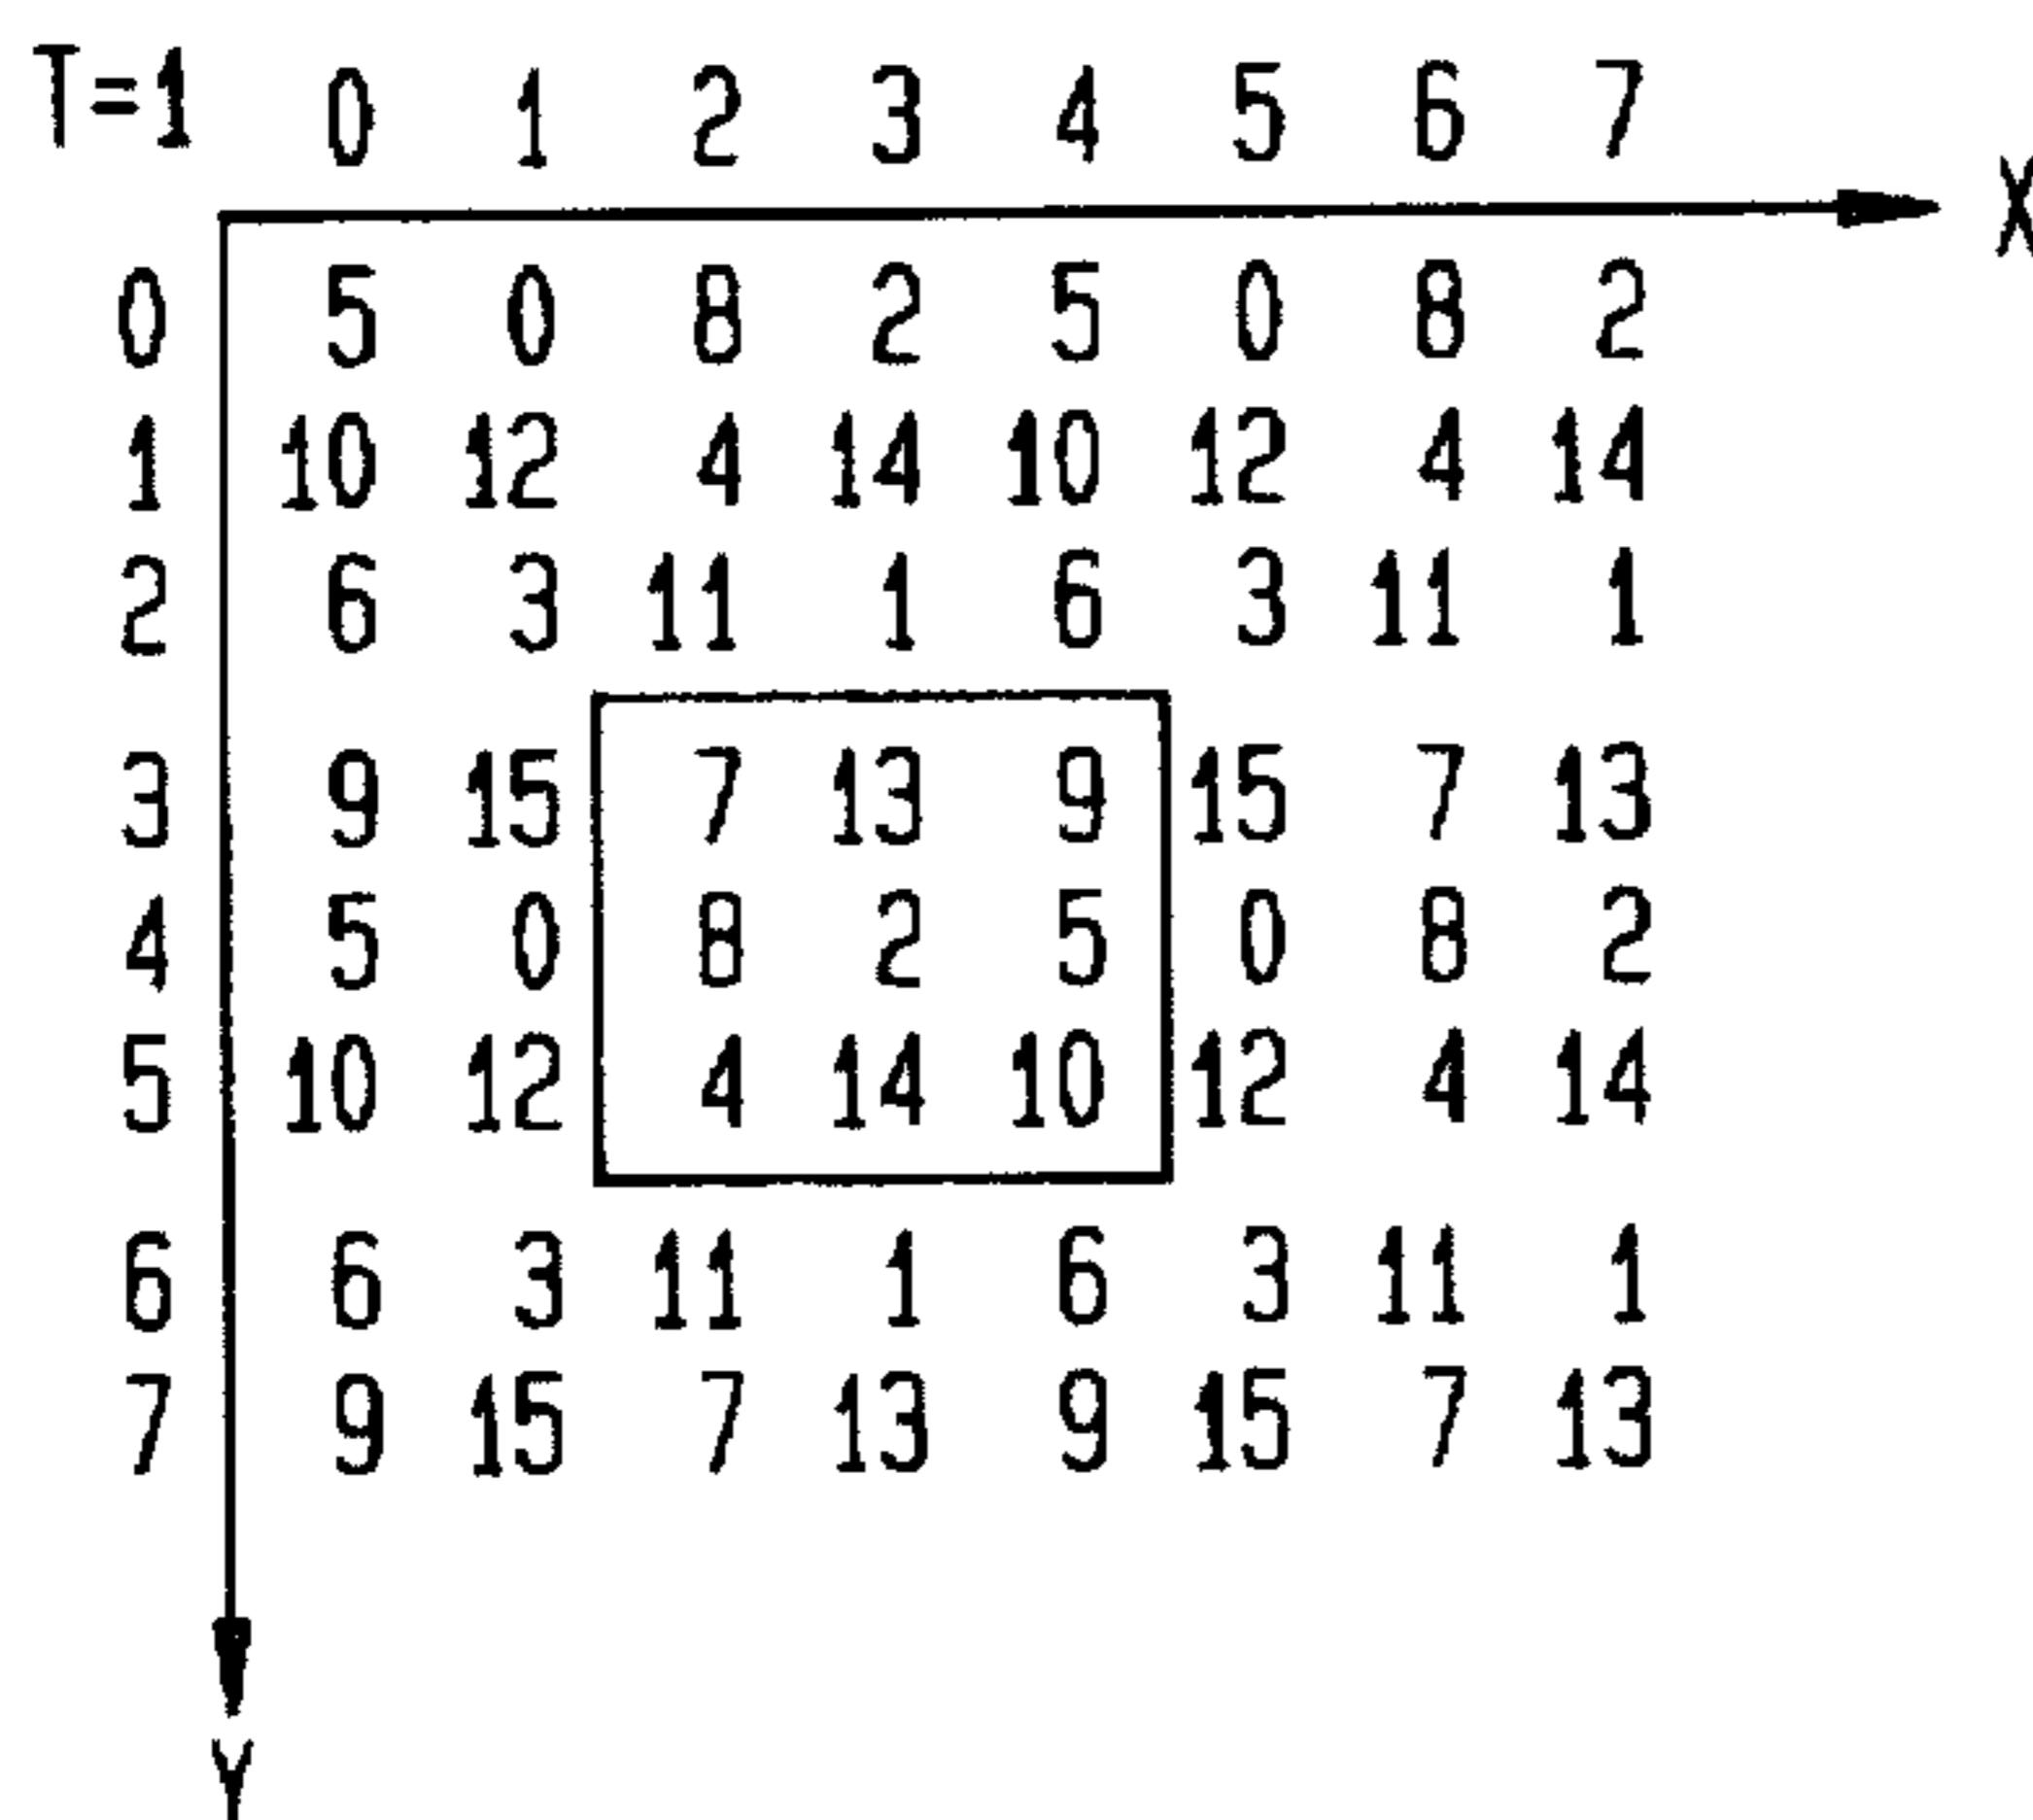 T=1 0 1 2 3 4 5 6 7
X
0 5 0 8 2 5 0 8 2
1 10 12 4 14 10 12 4 14
2 6 3 11 1 6 3 11 1
3 9 15 7 13 9 15 7 13
4 5 0 8 2 5 0 8 2
5 10 12 4 14 10 12 4 14
6 6 3 11 1 6 3 11 1
7 9 15 7 13 9 15 7 13
Y